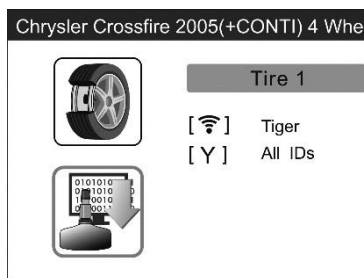 Chrysler Crossfire 2005(+CONTI) 4 Whe
Tire 1
[ ] Tiger
[ Y ] All IDs